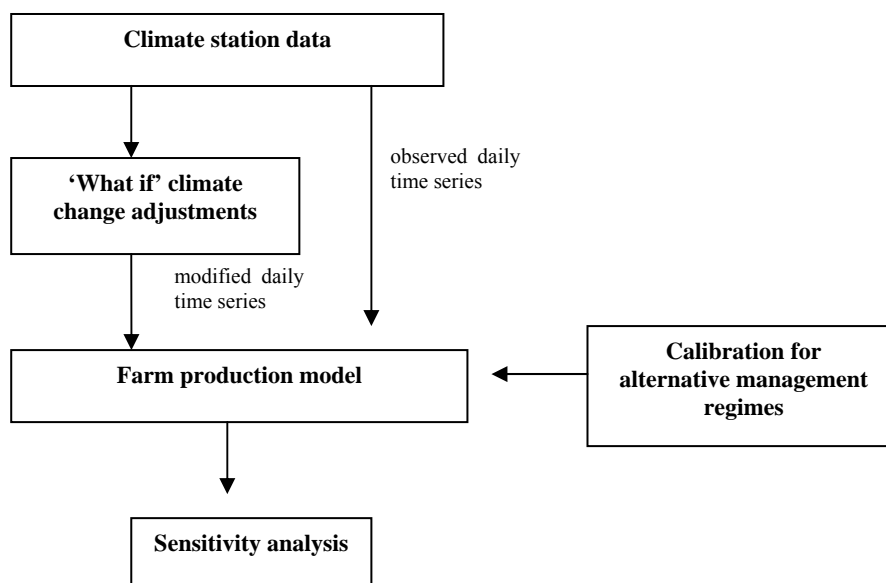 Climate station data
observed daily
time series
‘What if’ climate
change adjustments
modified daily
time series
Farm production model
Calibration for
alternative management
regimes
Sensitivity analysis